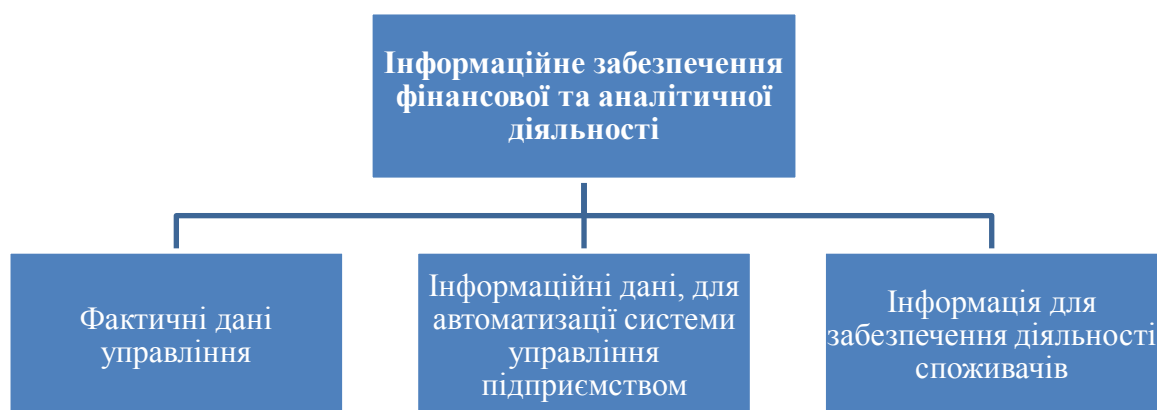 Інформаційне забезпечення
фінансової та аналітичної
діяльності
Фактичні дані
управління
Інформаційні дані, для
автоматизації системи
управління
підприємством
Інформація для
забезпечення діяльності
споживачів